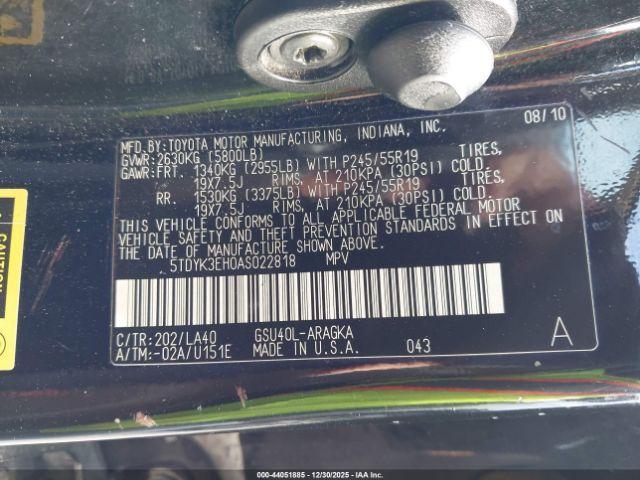 08/10
MFD.BY:TOYOTA MOTOR MANUFACTURING, INDIANA, INC.
GVWR:2630KG (5800LB)
GAWR:FRT. 1340KG (2955LB) WITH P245/55R19 TIRES,
19X7.5J RIMS, AT 210KPA (30PSI) COLD.
RR. 1530KG (3375LB) WITH P245/55R19 TIRES,
19X7.5J RIMS, AT 210KPA (30PSI) COLD.
THIS VEHICLE CONFORMS TO ALL APPLICABLE FEDERAL MOTOR
VEHICLE SAFETY AND THEFT PREVENTION STANDARDS IN EFFECT ON
THE DATE OF MANUFACTURE SHOWN ABOVE.
5TDYK3EH0AS022818 MPV
C/TR:202/LA40 GSU40L-ARAGKA
A/TM:-02A/U151E MADE IN U.S.A. 043 A
CAUTION
000-44051885 - 12/30/2025 - IAAI.COM